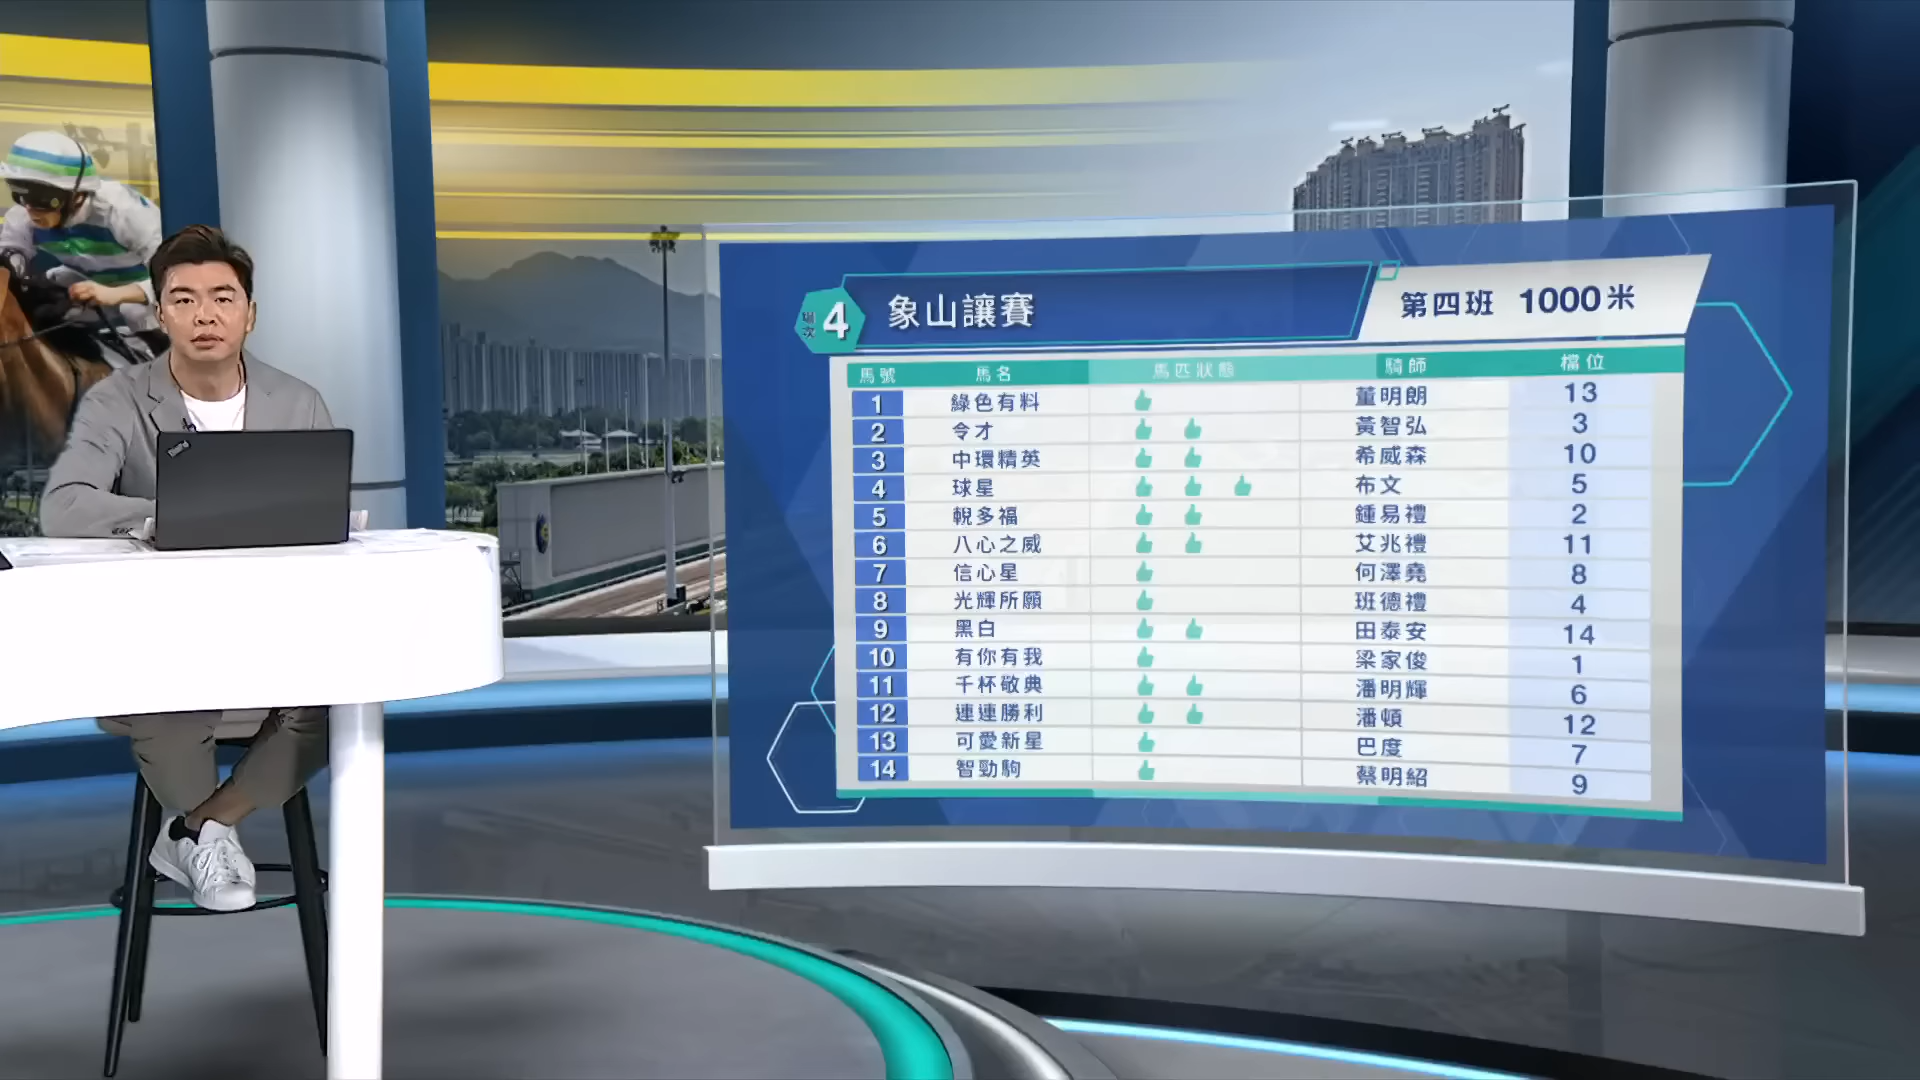 場次 4 象山讓賽 第四班 1000米
馬號 馬名 馬匹狀態 騎師 檔位
1 綠色有料 董明朗 13
2 令才 黃智弘 3
3 中環精英 希威森 10
4 球星 布文 5
5 輗多福 鍾易禮 2
6 八心之威 艾兆禮 11
7 信心星 何澤堯 8
8 光輝所願 班德禮 4
9 黑白 田泰安 14
10 有你有我 梁家俊 1
11 千杯敬典 潘明輝 6
12 連連勝利 潘頓 12
13 可愛新星 巴度 7
14 智勁駒 蔡明紹 9